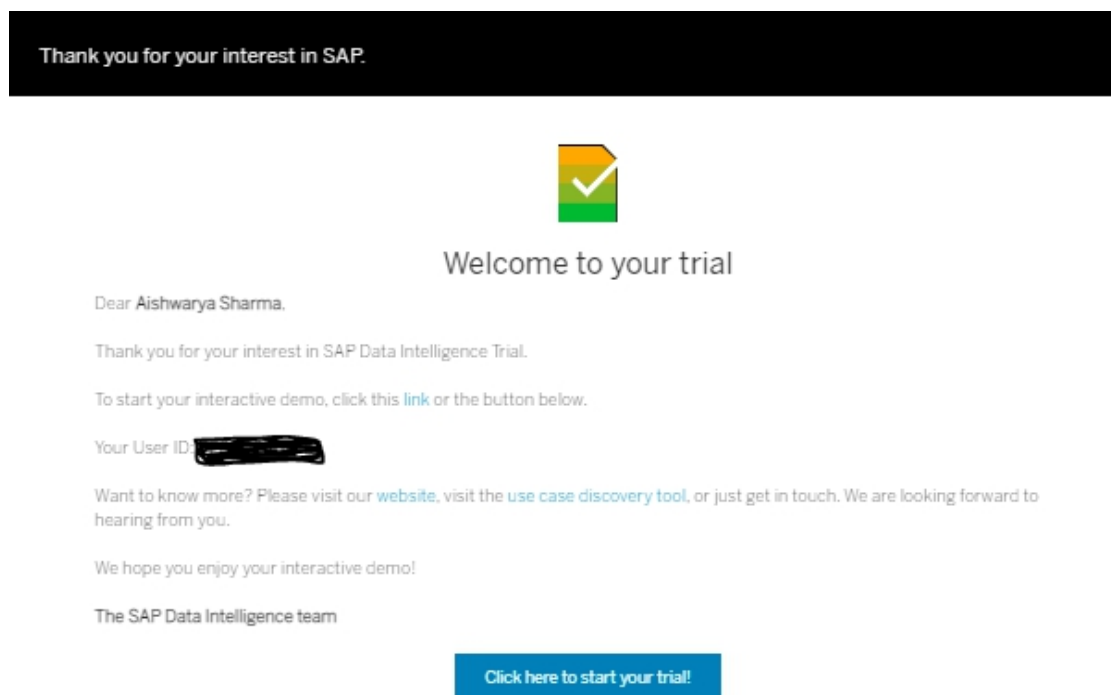 Thank you for your interest in SAP.
Welcome to your trial
Dear Aishwarya Sharma,
Thank you for your interest in SAP Data Intelligence Trial.
To start your interactive demo, click this link or the button below.
Your User ID:
Want to know more? Please visit our website, visit the use case discovery tool, or just get in touch. We are looking forward to
hearing from you.
We hope you enjoy your interactive demo!
The SAP Data Intelligence team
Click here to start your trial!